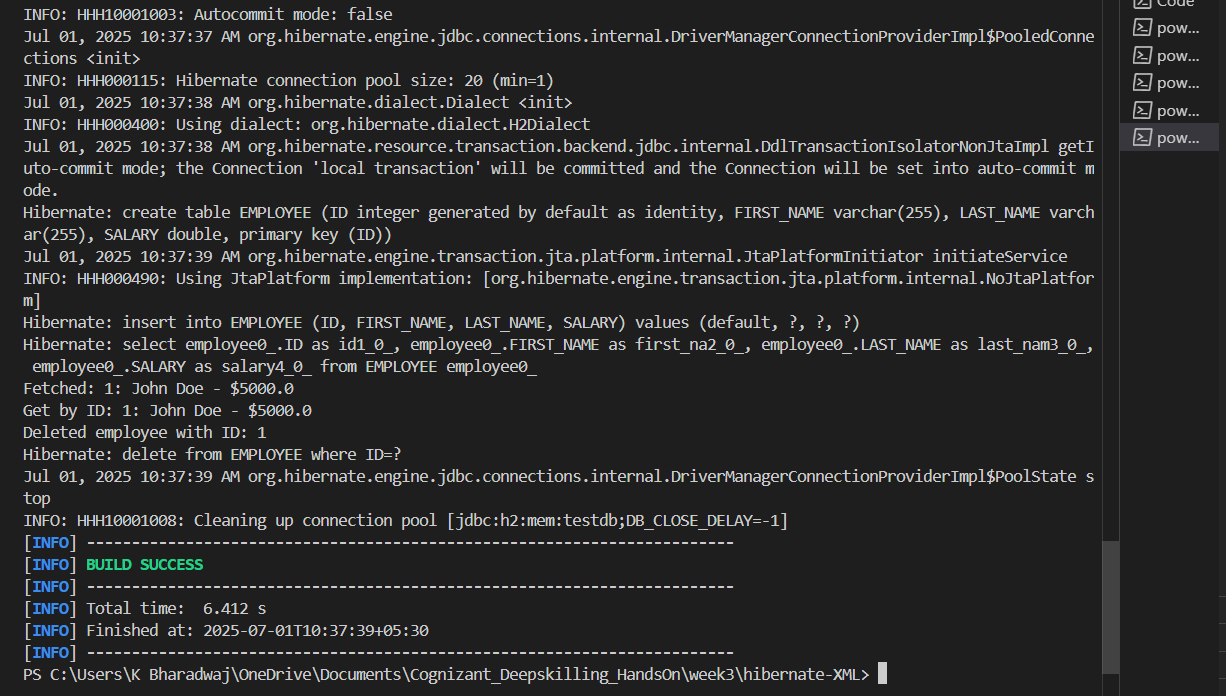 INFO: HHH10001003: Autocommit mode: false
Jul 01, 2025 10:37:37 AM org.hibernate.engine.jdbc.connections.internal.DriverManagerConnectionProviderImpl$PooledConne
ctions <init>
INFO: HHH000115: Hibernate connection pool size: 20 (min=1)
Jul 01, 2025 10:37:38 AM org.hibernate.dialect.Dialect <init>
INFO: HHH000400: Using dialect: org.hibernate.dialect.H2Dialect
Jul 01, 2025 10:37:38 AM org.hibernate.resource.transaction.backend.jdbc.internal.DdlTransactionIsolatorNonJtaImpl getI
uto-commit mode; the Connection 'local transaction' will be committed and the Connection will be set into auto-commit m
ode.
Hibernate: create table EMPLOYEE (ID integer generated by default as identity, FIRST_NAME varchar(255), LAST_NAME varch
ar(255), SALARY double, primary key (ID))
Jul 01, 2025 10:37:39 AM org.hibernate.engine.transaction.jta.platform.internal.JtaPlatformInitiator initiateService
INFO: HHH000490: Using JtaPlatform implementation: [org.hibernate.engine.transaction.jta.platform.internal.NoJtaPlatfor
m]
Hibernate: insert into EMPLOYEE (ID, FIRST_NAME, LAST_NAME, SALARY) values (default, ?, ?, ?)
Hibernate: select employee0_.ID as id1_0_, employee0_.FIRST_NAME as first_na2_0_, employee0_.LAST_NAME as last_nam3_0_,
 employee0_.SALARY as salary4_0_ from EMPLOYEE employee0_
Fetched: 1: John Doe - $5000.0
Get by ID: 1: John Doe - $5000.0
Deleted employee with ID: 1
Hibernate: delete from EMPLOYEE where ID=?
Jul 01, 2025 10:37:39 AM org.hibernate.engine.jdbc.connections.internal.DriverManagerConnectionProviderImpl$PoolState s
top
INFO: HHH10001008: Cleaning up connection pool [jdbc:h2:mem:testdb;DB_CLOSE_DELAY=-1]
[INFO] ------------------------------------------------------------------------
[INFO] BUILD SUCCESS
[INFO] ------------------------------------------------------------------------
[INFO] Total time:  6.412 s
[INFO] Finished at: 2025-07-01T10:37:39+05:30
[INFO] ------------------------------------------------------------------------
PS C:\Users\K Bharadwaj\OneDrive\Documents\Cognizant_Deepskilling_HandsOn\week3\hibernate-XML>
Code
pow...
pow...
pow...
pow...
pow...